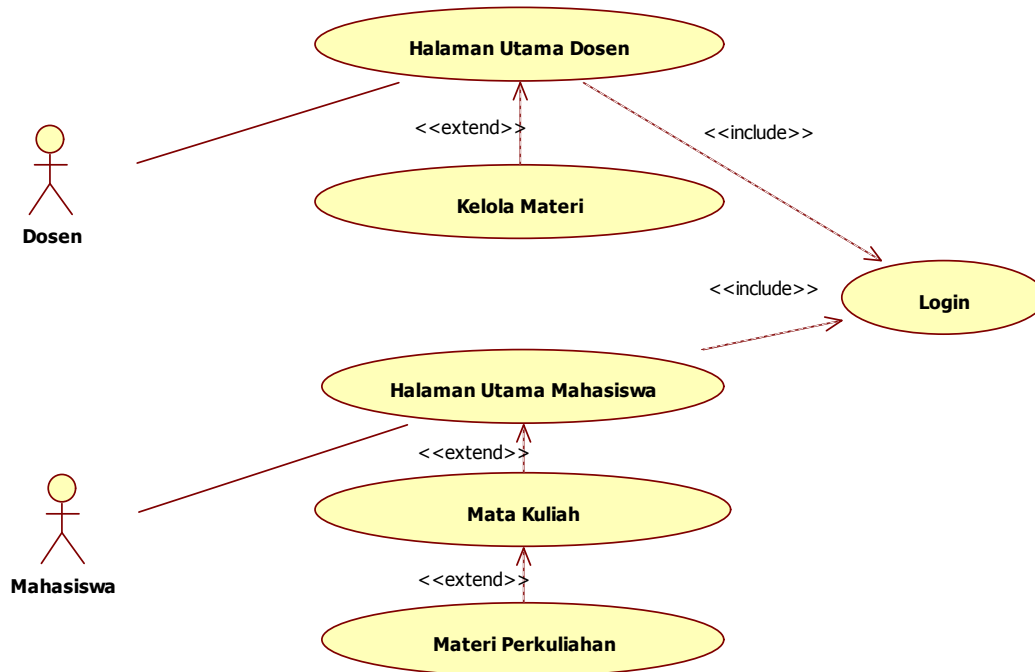 Halaman Utama Dosen
<<extend>>
<<include>>
Kelola Materi
Dosen
<<include>>
Login
Halaman Utama Mahasiswa
<<extend>>
Mata Kuliah
Mahasiswa
<<extend>>
Materi Perkuliahan